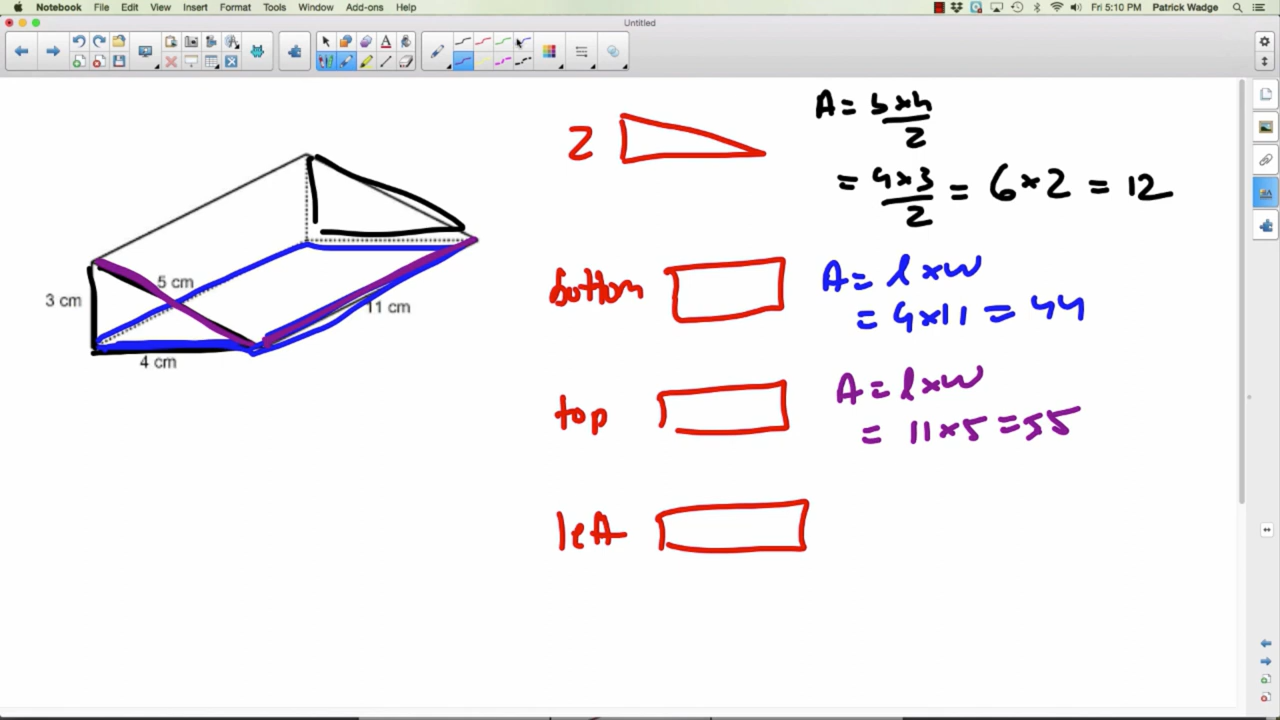 Notebook File Edit View Insert Format Tools Window Add-ons Help Fri 5:10 PM Patrick Wadge
Untitled
A
2
A = b×h
2
= 4×3 = 6×2 = 12
2
5 cm
3 cm
11 cm
4 cm
bottom
A = l×w
= 4×11 = 44
top
A = l×w
= 11×5 = 55
left